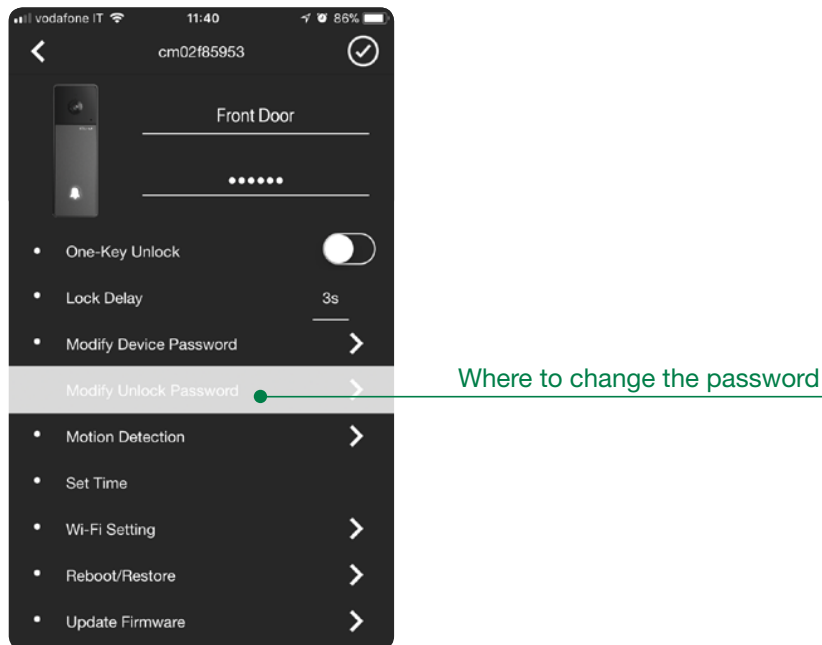 vodafone IT 11:40 86%
cm02f85953
Front Door
••••••
• One-Key Unlock
• Lock Delay 3s
• Modify Device Password
Modify Unlock Password
Where to change the password
• Motion Detection
• Set Time
• Wi-Fi Setting
• Reboot/Restore
• Update Firmware